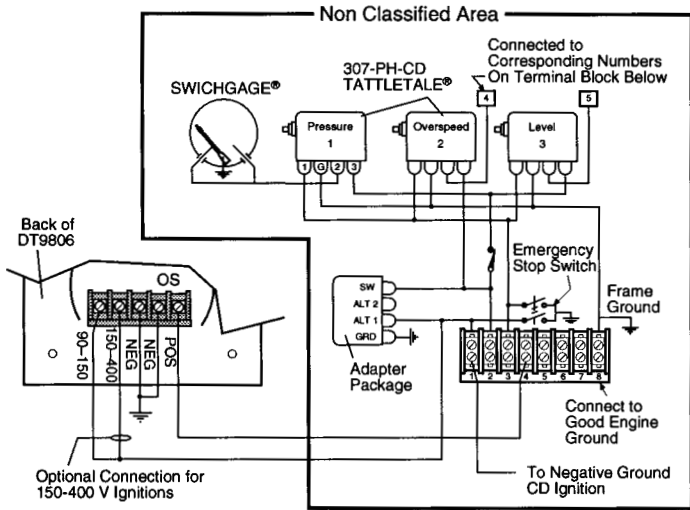 Non Classified Area
Connected to
Corresponding Numbers
On Terminal Block Below
307-PH-CD
TATTLETALE®
SWICHGAGE®
4
5
Pressure
1
Overspeed
2
Level
3
1 G 2 3
Back of
DT9806
OS
90–150
150–400
NEG
NEG
POS
SW
ALT 2
ALT 1
GRD
Adapter
Package
Emergency
Stop Switch
Frame
Ground
1 2 3 4 5 6 7 8
Connect to
Good Engine
Ground
Optional Connection for
150-400 V Ignitions
To Negative Ground
CD Ignition